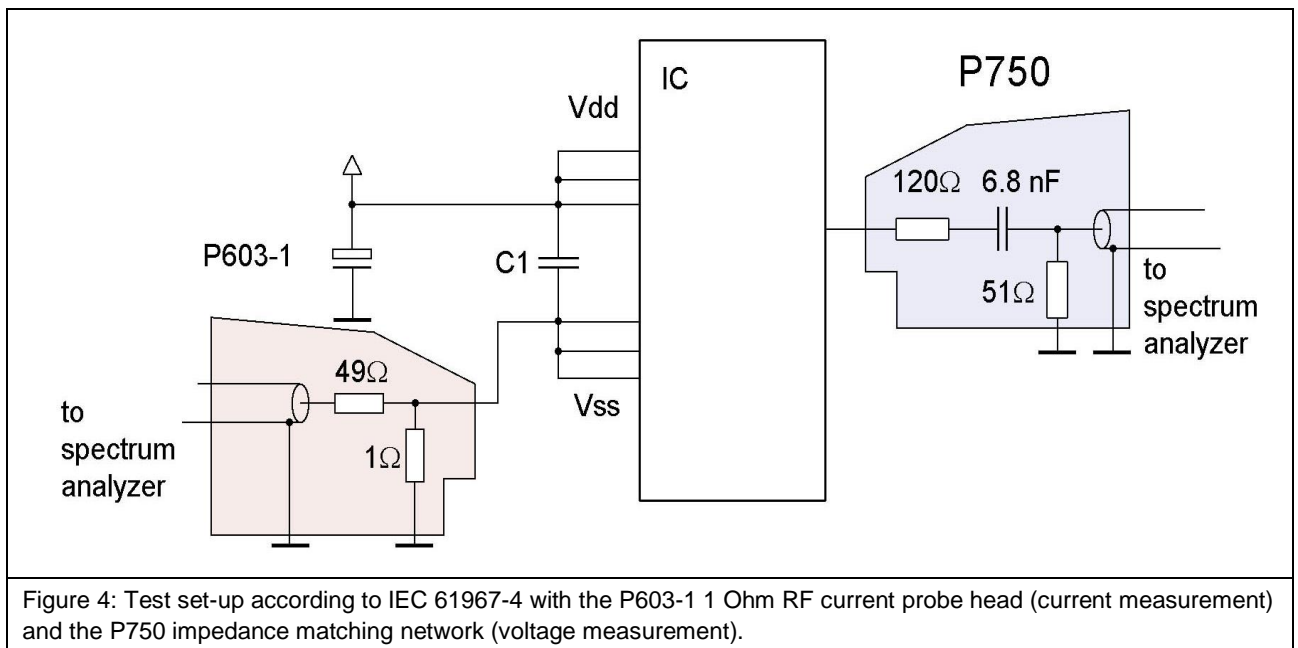 IC
P750
Vdd
120Ω 6.8 nF
P603-1
C1
51Ω
to
spectrum
analyzer
49Ω
Vss
to
spectrum
analyzer
1Ω
Figure 4: Test set-up according to IEC 61967-4 with the P603-1 1 Ohm RF current probe head (current measurement)
and the P750 impedance matching network (voltage measurement).